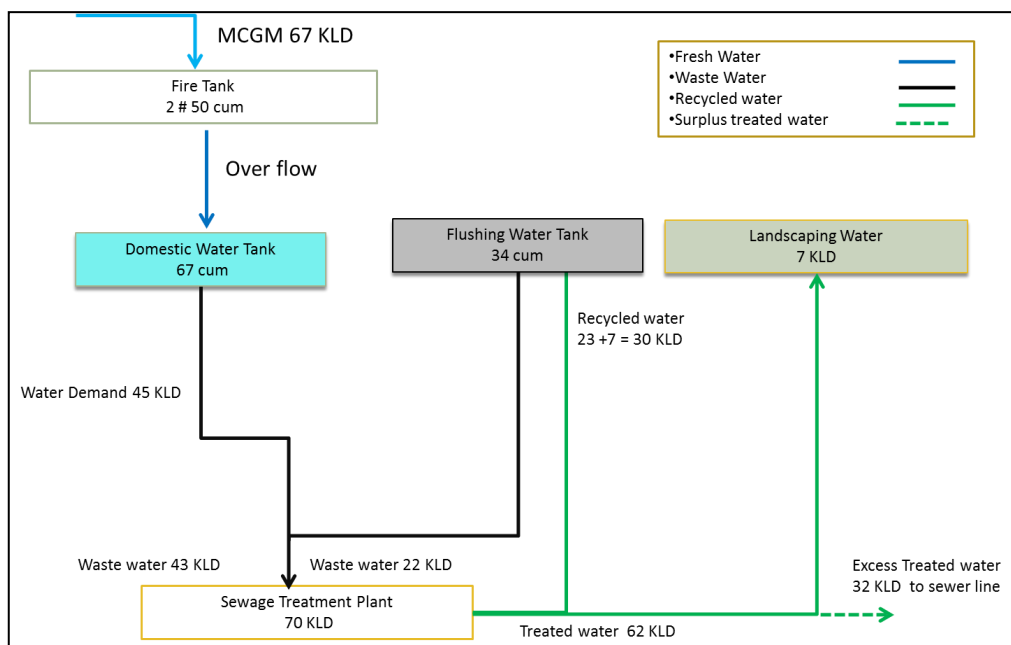 MCGM 67 KLD
•Fresh Water
•Waste Water
•Recycled water
•Surplus treated water
Fire Tank
2 # 50 cum
Over flow
Domestic Water Tank
67 cum
Flushing Water Tank
34 cum
Landscaping Water
7 KLD
Recycled water
23 +7 = 30 KLD
Water Demand 45 KLD
Waste water 43 KLD
Waste water 22 KLD
Excess Treated water
32 KLD to sewer line
Sewage Treatment Plant
70 KLD
Treated water 62 KLD